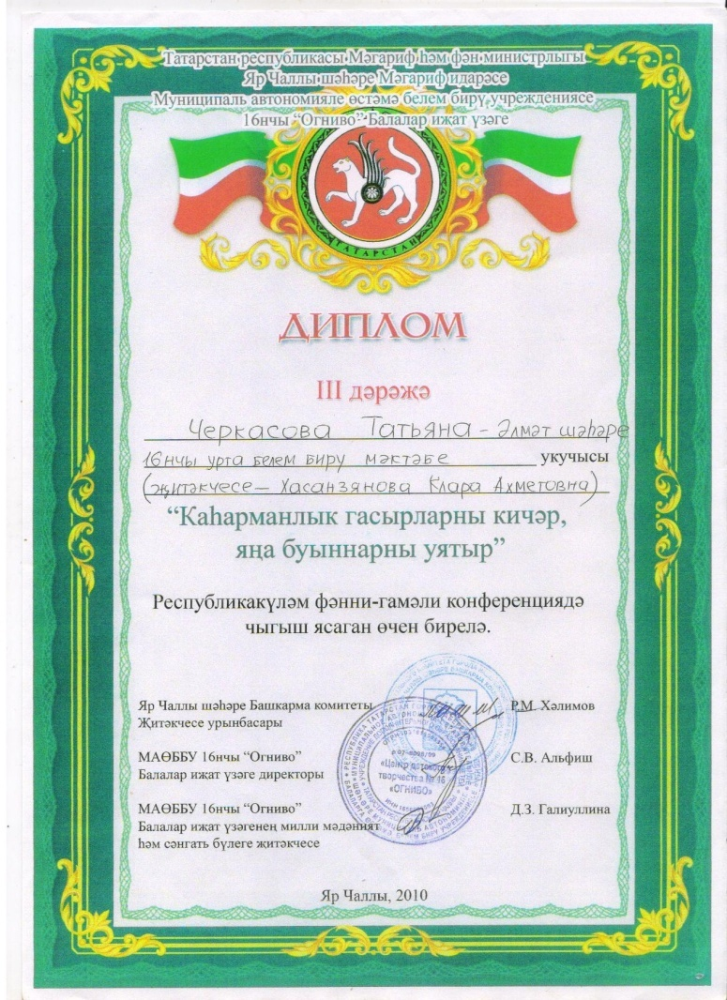 Татарстан республикасы Мәгариф һәм фән министрлыгы
Яр Чаллы шәһәре Мәгариф идарәсе
Муниципаль автономияле өстәмә белем бирү учреждениясе
16нчы “Огниво” Балалар иҗат үзәге
ТАТАРСТАН
ДИПЛОМ
III дәрәҗә
Черкасова Татьяна – Әлмәт шәһәре
16нчы урта белем бирү мәктәбе укучысы
(җитәкчесе – Хасанзянова Клара Ахметовна)
“Каһарманлык гасырларны кичәр,
яңа буыннарны уятыр”
Республикакүләм фәнни-гамәли конференциядә
чыгыш ясаган өчен бирелә.
Яр Чаллы шәһәре Башкарма комитеты Р.М. Хәлимов
Җитәкчесе урынбасары
МАӨББУ 16нчы “Огниво” С.В. Альфиш
Балалар иҗат үзәге директоры
МАӨББУ 16нчы “Огниво” Д.З. Галиуллина
Балалар иҗат үзәгенең милли мәдәният
һәм сәнгать бүлеге җитәкчесе
«Центр детского
творчества № 16
«ОГНИВО»
Яр Чаллы, 2010